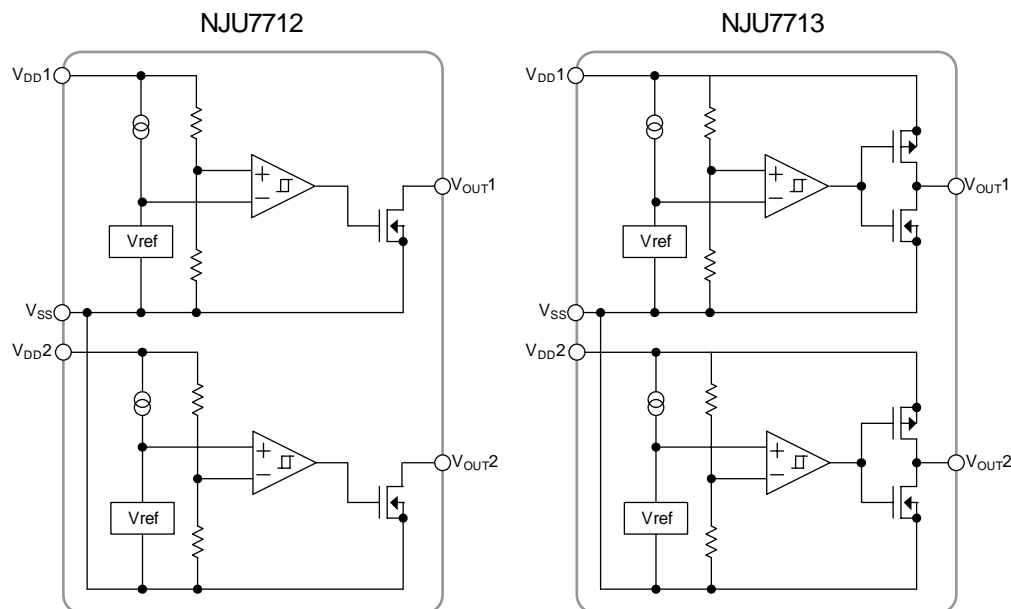 NJU7712
NJU7713
VDD1
+
−
VOUT1
Vref
VSS
VDD2
+
−
VOUT2
Vref
VDD1
+
−
VOUT1
Vref
VSS
VDD2
+
−
VOUT2
Vref